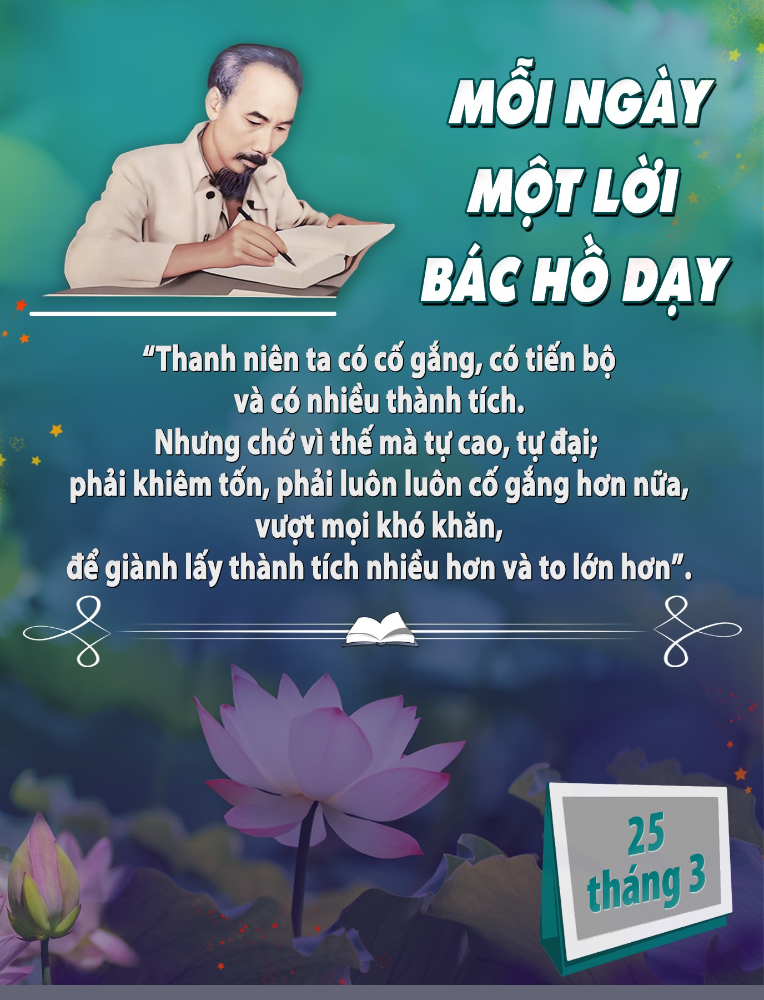 MỖI NGÀY
MỘT LỜI
BÁC HỒ DẠY
“Thanh niên ta có cố gắng, có tiến bộ
và có nhiều thành tích.
Nhưng chớ vì thế mà tự cao, tự đại;
phải khiêm tốn, phải luôn luôn cố gắng hơn nữa,
vượt mọi khó khăn,
để giành lấy thành tích nhiều hơn và to lớn hơn”.
25
tháng 3